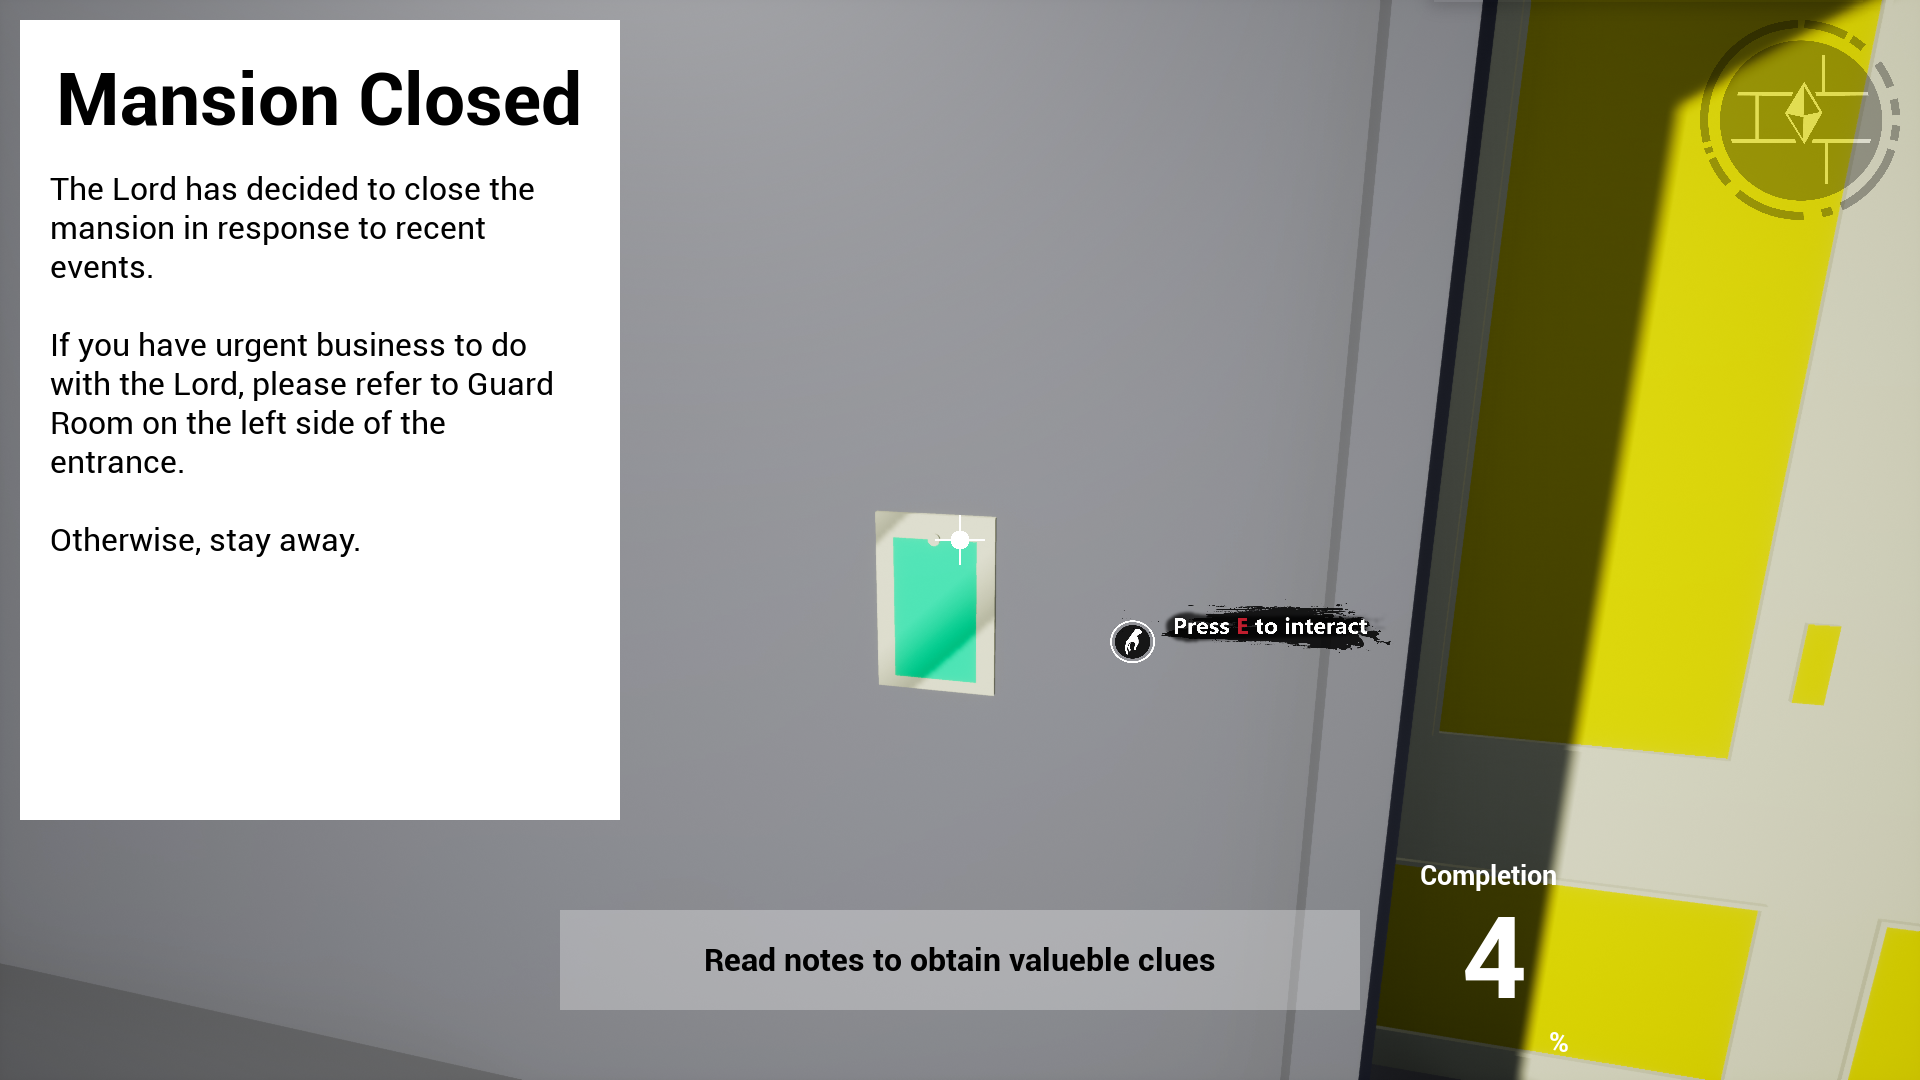 Mansion Closed
The Lord has decided to close the
mansion in response to recent
events.
If you have urgent business to do
with the Lord, please refer to Guard
Room on the left side of the
entrance.
Otherwise, stay away.
Press E to interact
Completion
4
%
Read notes to obtain valueble clues